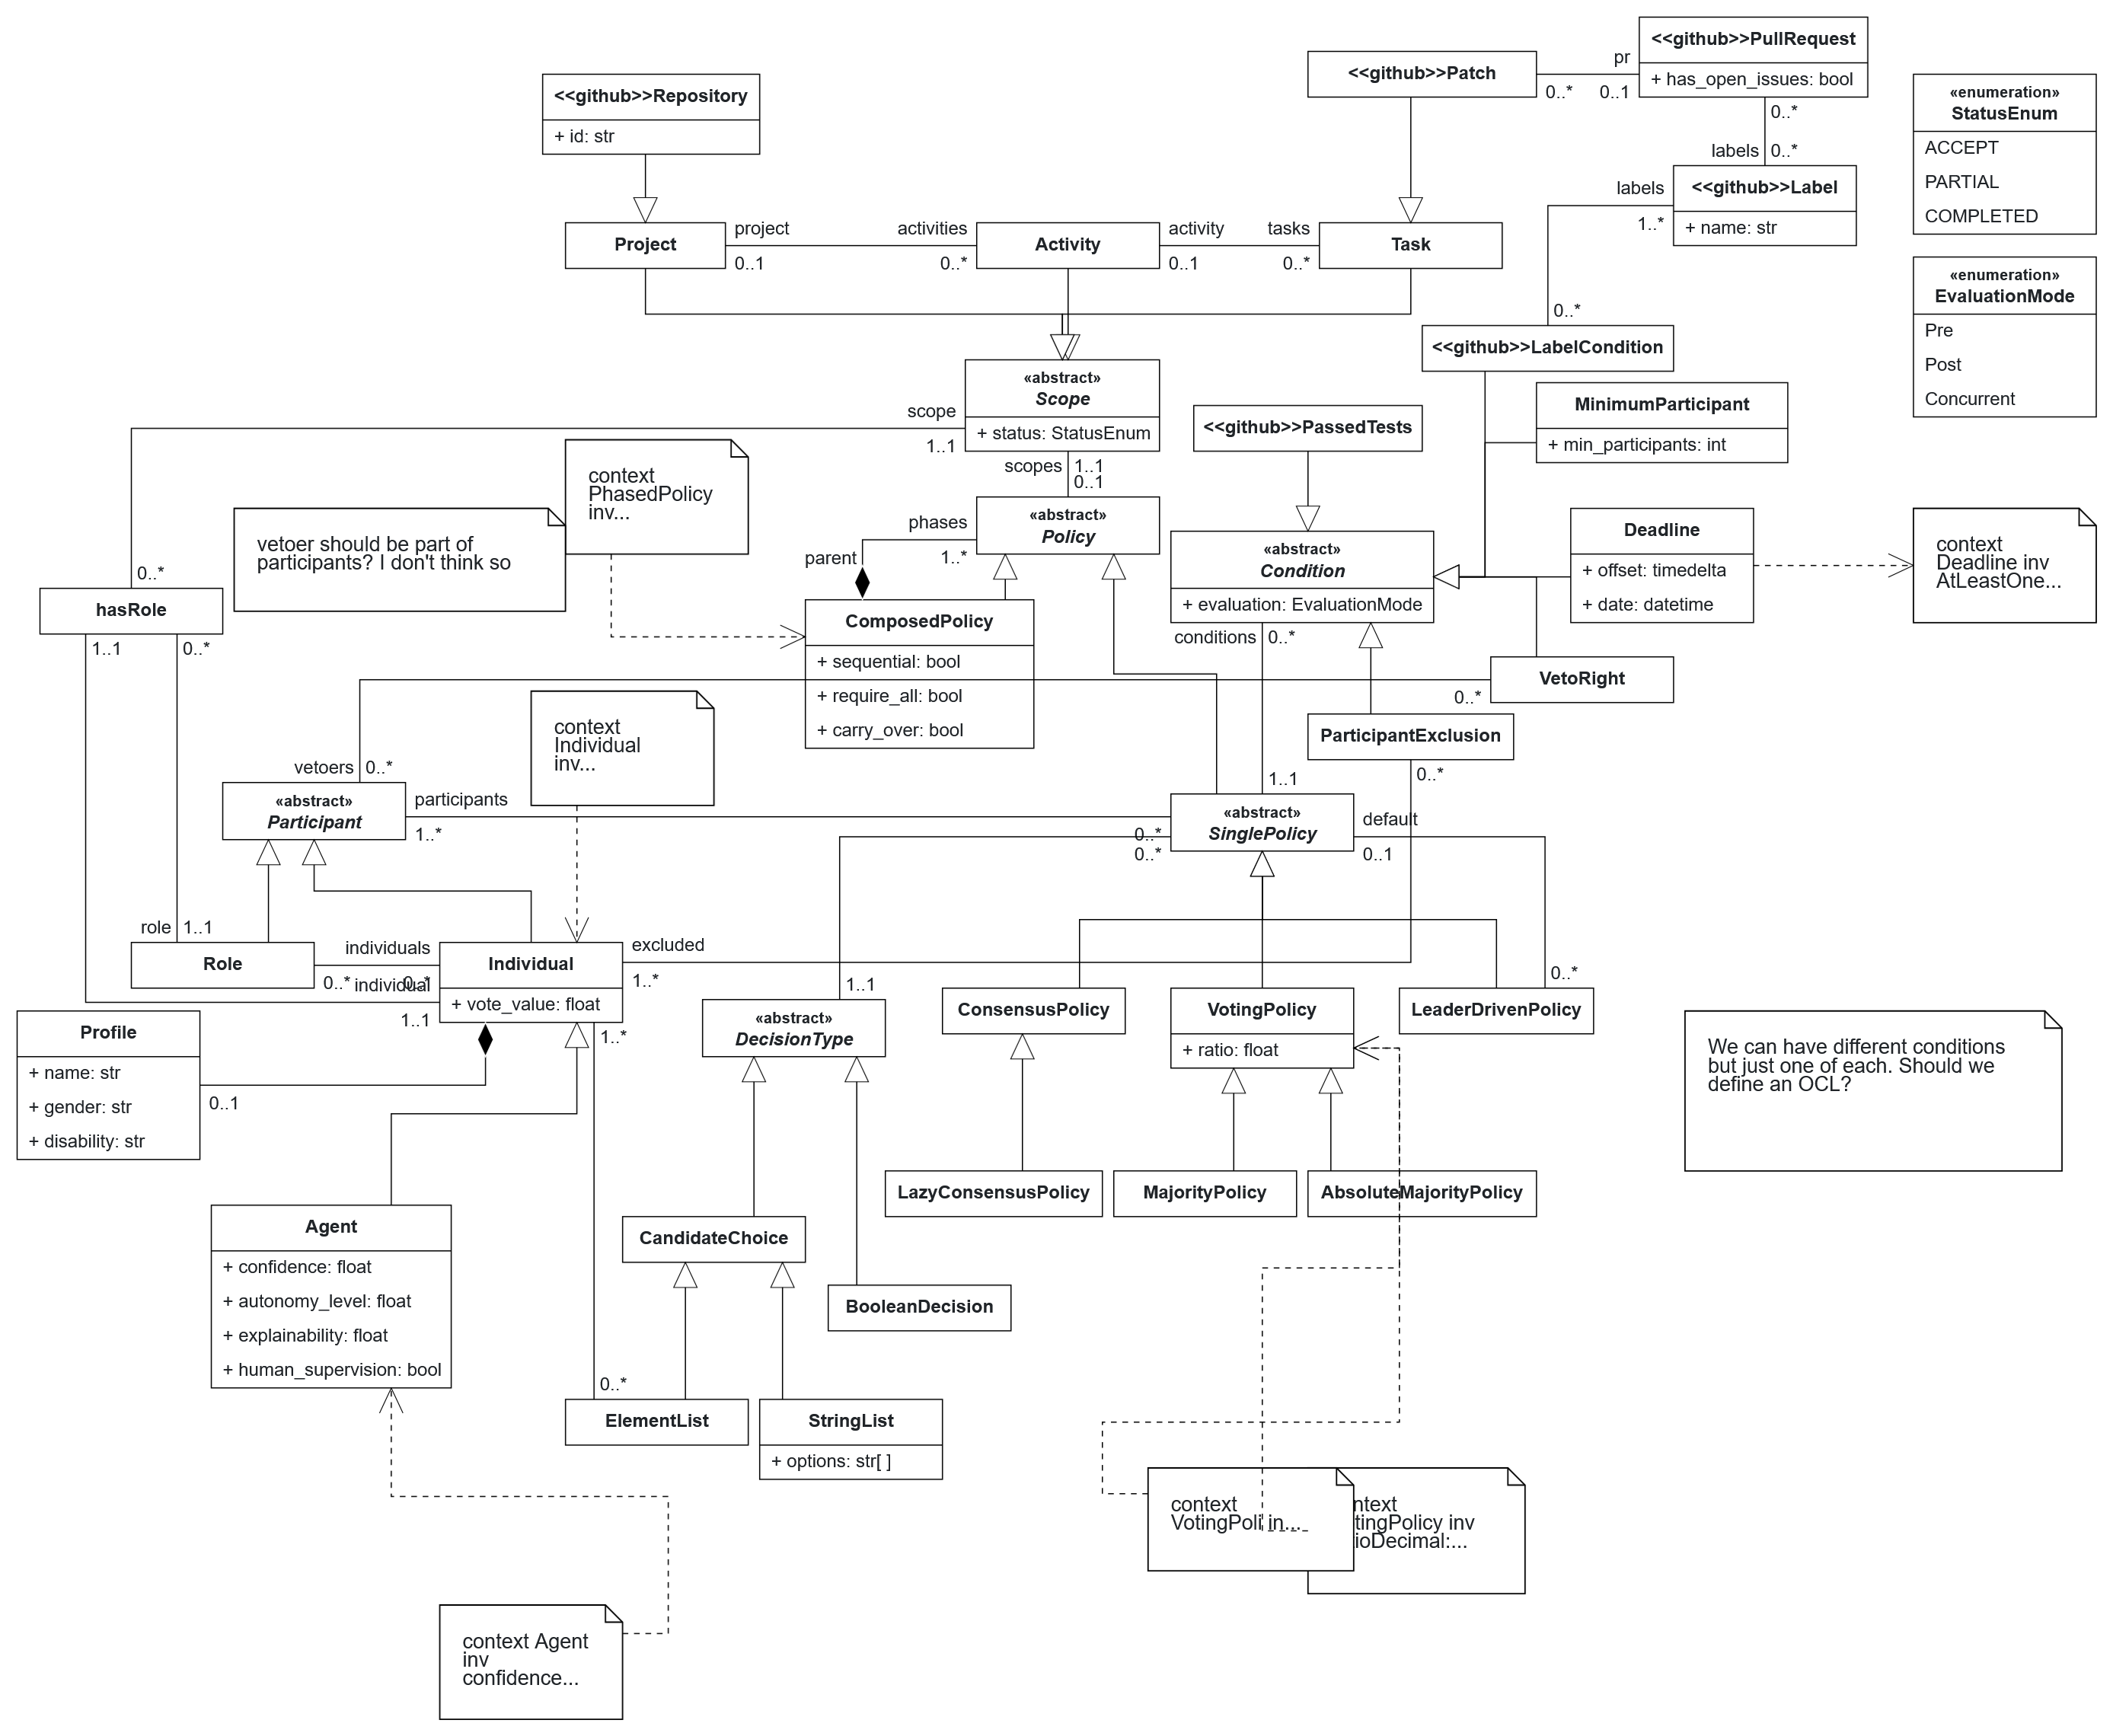 <<github>>PullRequest
+ has_open_issues: bool
<<github>>Patch
pr
0..*
0..1
<<github>>Repository
+ id: str
«enumeration»
StatusEnum
ACCEPT
PARTIAL
COMPLETED
0..*
labels
0..*
<<github>>Label
+ name: str
labels
1..*
Project
project
0..1
activities
0..*
Activity
activity
0..1
tasks
0..*
Task
«enumeration»
EvaluationMode
Pre
Post
Concurrent
0..*
<<github>>LabelCondition
«abstract»
Scope
+ status: StatusEnum
scope
1..1
scopes
1..1
0..1
MinimumParticipant
+ min_participants: int
<<github>>PassedTests
context
PhasedPolicy
inv...
vetoer should be part of
participants? I don't think so
«abstract»
Policy
phases
1..*
parent
«abstract»
Condition
+ evaluation: EvaluationMode
conditions
0..*
Deadline
+ offset: timedelta
+ date: datetime
context
Deadline inv
AtLeastOne...
0..*
hasRole
1..1
0..*
ComposedPolicy
+ sequential: bool
+ require_all: bool
+ carry_over: bool
VetoRight
0..*
ParticipantExclusion
0..*
context
Individual
inv...
vetoers
0..*
«abstract»
Participant
participants
1..*
1..1
«abstract»
SinglePolicy
0..*
0..*
default
0..1
role
1..1
Role
individuals
0..*
0..*
individual
1..1
Individual
+ vote_value: float
excluded
1..*
1..*
1..1
«abstract»
DecisionType
ConsensusPolicy
VotingPolicy
+ ratio: float
0..*
LeaderDrivenPolicy
Profile
+ name: str
+ gender: str
+ disability: str
0..1
We can have different conditions
but just one of each. Should we
define an OCL?
LazyConsensusPolicy
MajorityPolicy
AbsoluteMajorityPolicy
Agent
+ confidence: float
+ autonomy_level: float
+ explainability: float
+ human_supervision: bool
CandidateChoice
BooleanDecision
0..*
ElementList
StringList
+ options: str[ ]
context
VotingPoli in...
ntext
tingPolicy inv
ioDecimal:...
context Agent
inv
confidence...